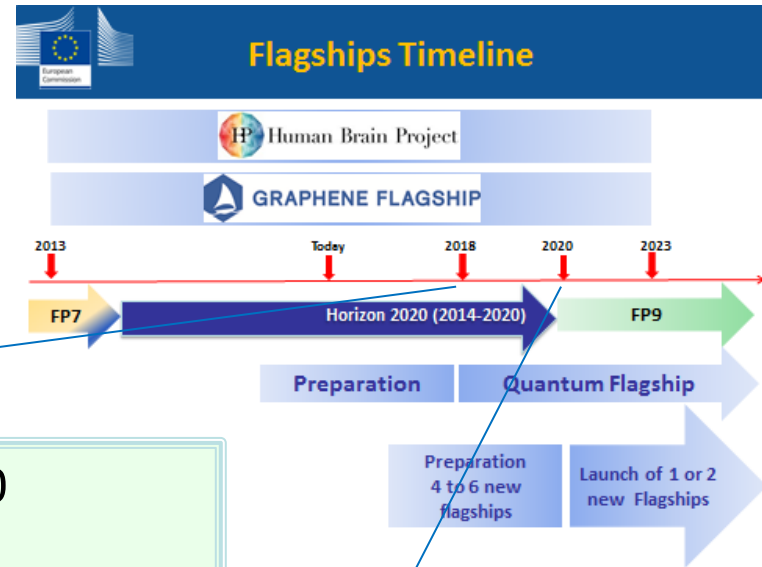 European
Commission
Flagships Timeline
HP Human Brain Project
GRAPHENE FLAGSHIP
2013 Today 2018 2020 2023
FP7 Horizon 2020 (2014-2020) FP9
Preparation Quantum Flagship
Preparation
4 to 6 new
flagships
Launch of 1 or 2
new Flagships